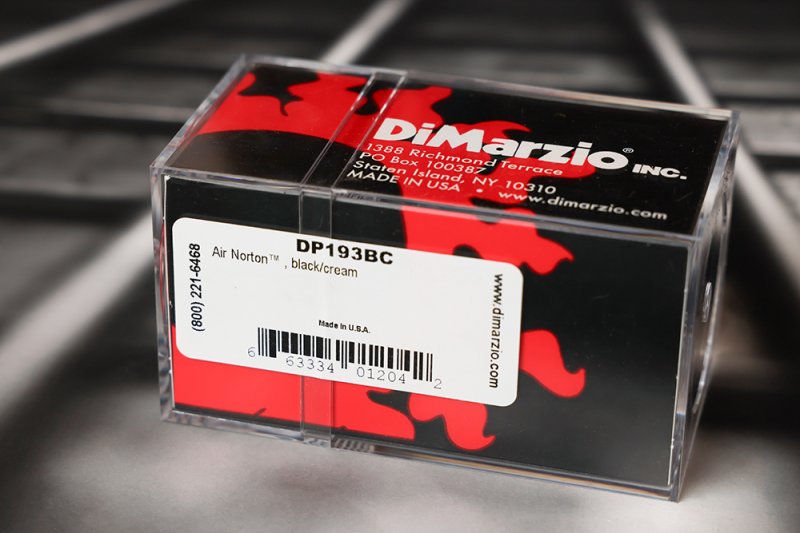 DiMarzio® INC.
1388 Richmond Terrace
PO Box 100387
Staten Island, NY 10310
MADE IN USA • www.dimarzio.com
DP193BC
Air Norton™ , black/cream
(800) 221-6468
www.dimarzio.com
Made in U.S.A.
6 63334 01204 2